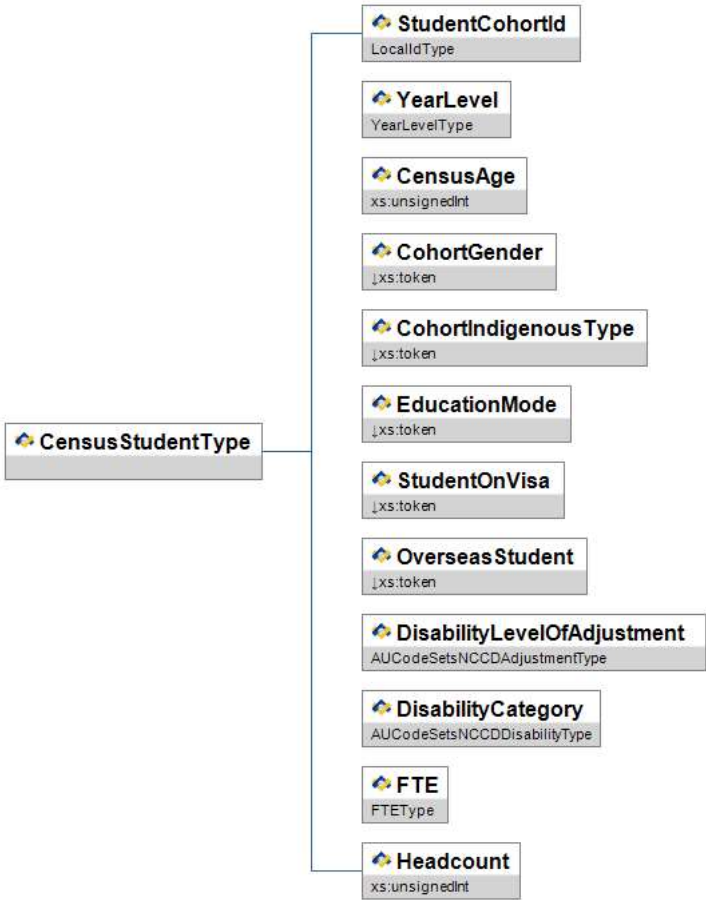 StudentCohortId
LocalIdType
YearLevel
YearLevelType
CensusAge
xs:unsignedInt
CohortGender
↓xs:token
CohortIndigenousType
↓xs:token
EducationMode
↓xs:token
CensusStudentType
StudentOnVisa
↓xs:token
OverseasStudent
↓xs:token
DisabilityLevelOfAdjustment
AUCodeSetsNCCDAdjustmentType
DisabilityCategory
AUCodeSetsNCCDDisabilityType
FTE
FTEType
Headcount
xs:unsignedInt